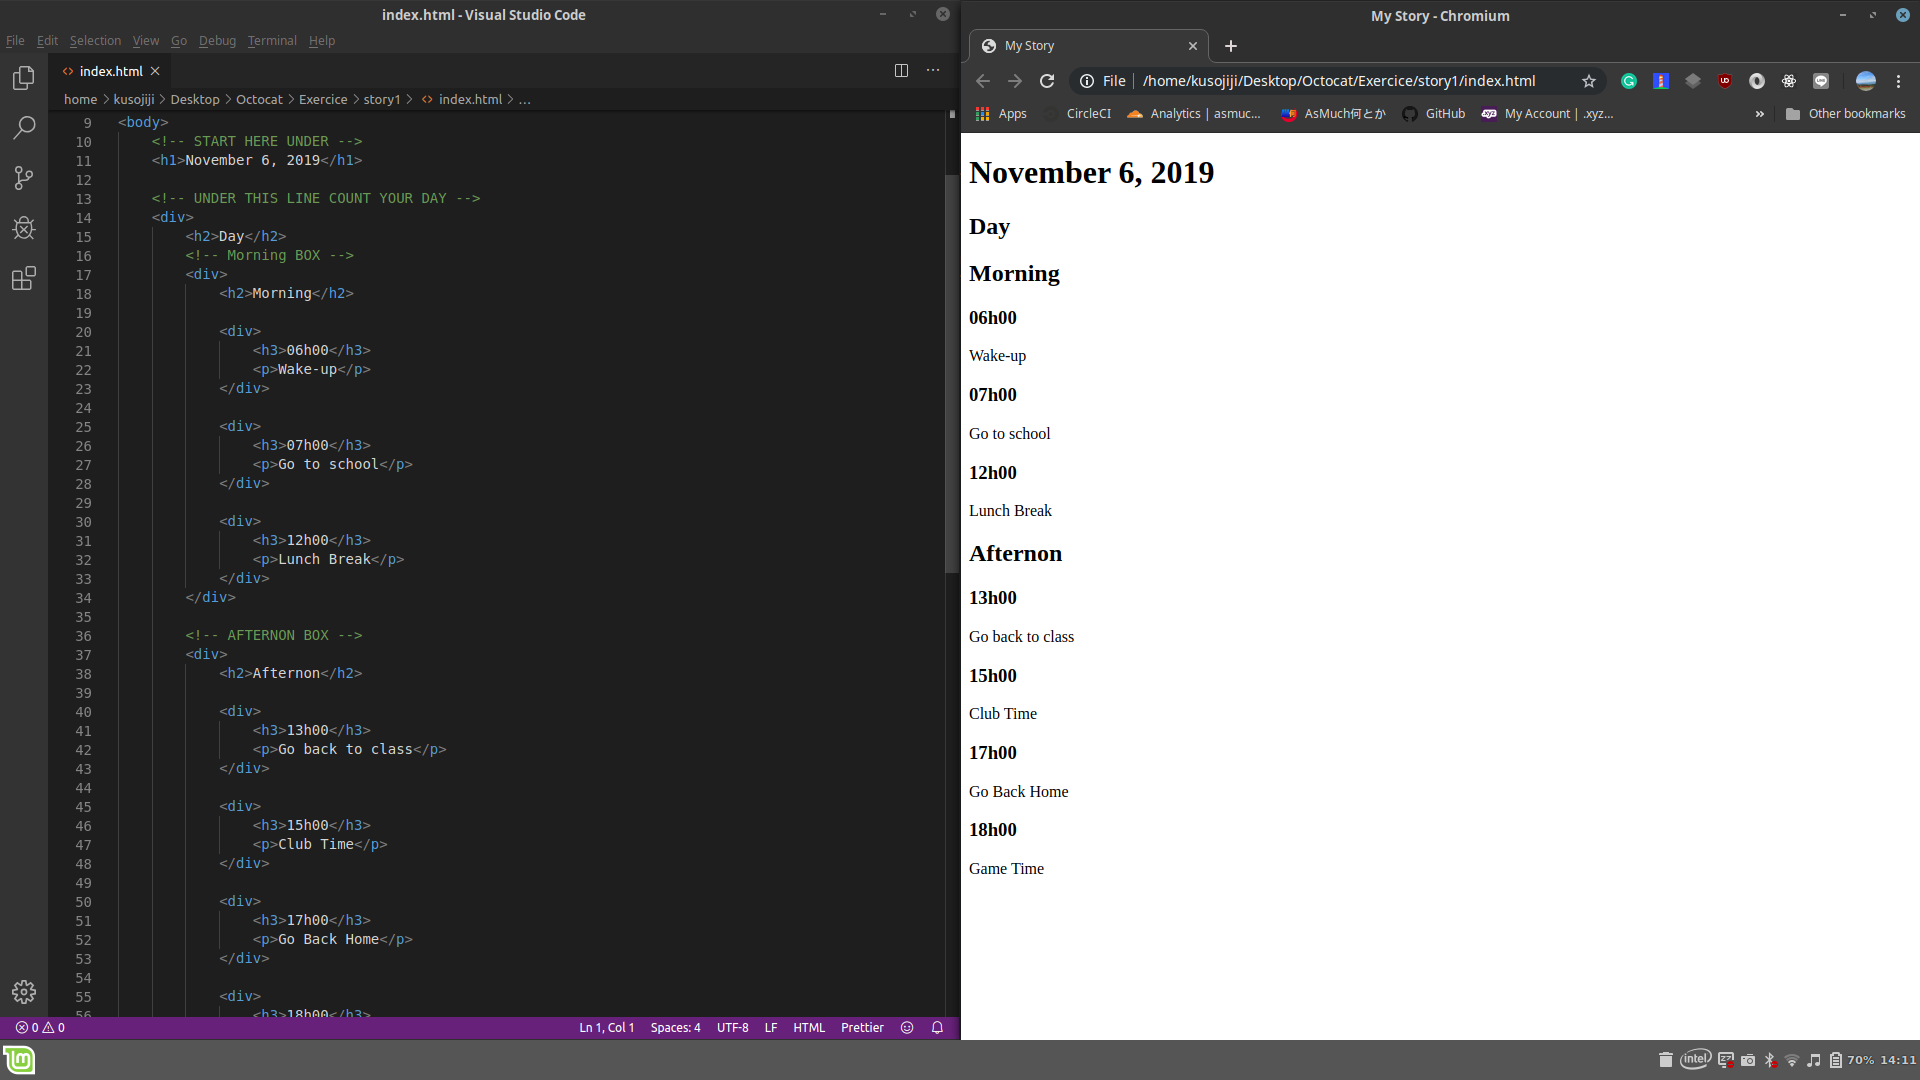 index.html - Visual Studio Code
File Edit Selection View Go Debug Terminal Help
index.html
home > kusojiji > Desktop > Octocat > Exercice > story1 > index.html > ...
9 <body>
10 <!-- START HERE UNDER -->
11 <h1>November 6, 2019</h1>
12
13 <!-- UNDER THIS LINE COUNT YOUR DAY -->
14 <div>
15 <h2>Day</h2>
16 <!-- Morning BOX -->
17 <div>
18 <h2>Morning</h2>
19
20 <div>
21 <h3>06h00</h3>
22 <p>Wake-up</p>
23 </div>
24
25 <div>
26 <h3>07h00</h3>
27 <p>Go to school</p>
28 </div>
29
30 <div>
31 <h3>12h00</h3>
32 <p>Lunch Break</p>
33 </div>
34 </div>
35
36 <!-- AFTERNON BOX -->
37 <div>
38 <h2>Afternon</h2>
39
40 <div>
41 <h3>13h00</h3>
42 <p>Go back to class</p>
43 </div>
44
45 <div>
46 <h3>15h00</h3>
47 <p>Club Time</p>
48 </div>
49
50 <div>
51 <h3>17h00</h3>
52 <p>Go Back Home</p>
53 </div>
54
55 <div>
56 <h3>18h00</h3>
0 0 Ln 1, Col 1 Spaces: 4 UTF-8 LF HTML Prettier
My Story - Chromium
My Story
File /home/kusojiji/Desktop/Octocat/Exercice/story1/index.html
Apps CircleCI Analytics | asmuc... AsMuch何とか GitHub My Account | .xyz... » Other bookmarks
November 6, 2019
Day
Morning
06h00
Wake-up
07h00
Go to school
12h00
Lunch Break
Afternon
13h00
Go back to class
15h00
Club Time
17h00
Go Back Home
18h00
Game Time
intel 70% 14:11